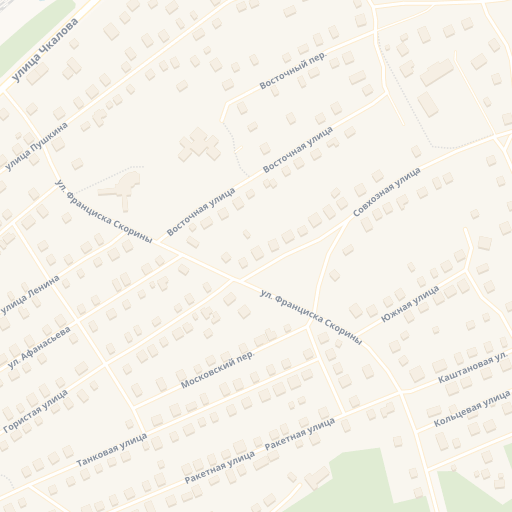 улица Чкалова
Восточный пер.
улица Пушкина
Восточная улица
Совхозная улица
ул. Франциска Скорины
Восточная улица
улица Ленина
Южная улица
ул. Франциска Скорины
ул. Афанасьева
Московский пер.
Каштановая ул.
Гористая улица
Кольцевая улица
Ракетная улица
Танковая улица
Ракетная улица